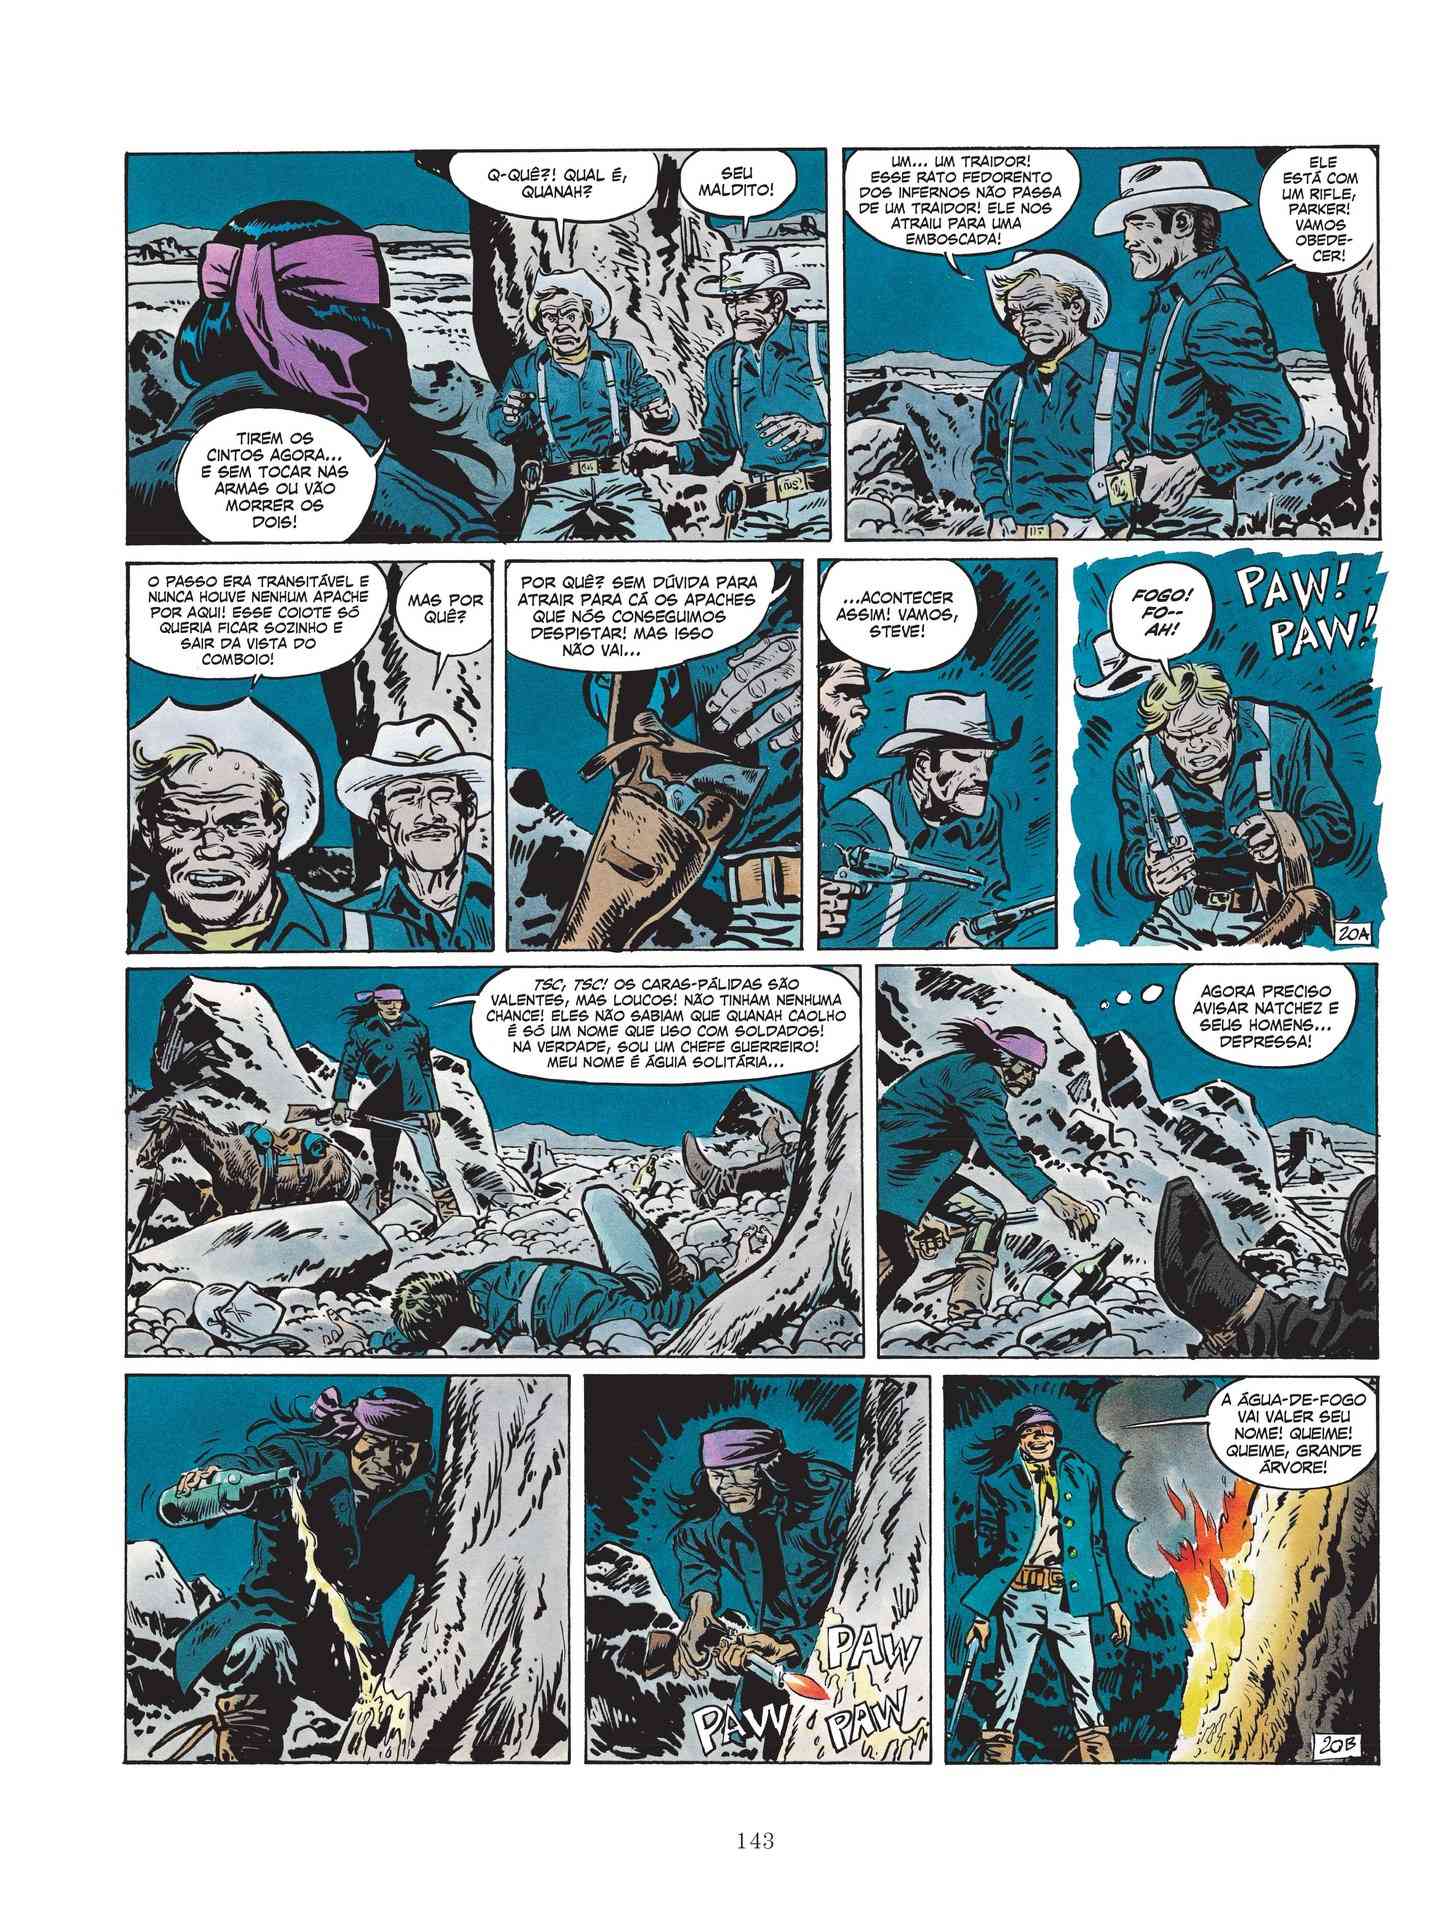 Q-QUÊ?! QUAL É,
QUANAH?
SEU
MALDITO!
TIREM OS
CINTOS AGORA...
E SEM TOCAR NAS
ARMAS OU VÃO
MORRER OS
DOIS!
UM... UM TRAIDOR!
ESSE RATO FEDORENTO
DOS INFERNOS NÃO PASSA
DE UM TRAIDOR! ELE NOS
ATRAIU PARA UMA
EMBOSCADA!
ELE
ESTÁ COM
UM RIFLE,
PARKER!
VAMOS
OBEDE-
CER!
O PASSO ERA TRANSITÁVEL E
NUNCA HOUVE NENHUM APACHE
POR AQUI! ESSE COIOTE SÓ
QUERIA FICAR SOZINHO E
SAIR DA VISTA DO
COMBOIO!
MAS POR
QUÊ?
POR QUÊ? SEM DÚVIDA PARA
ATRAIR PARA CÁ OS APACHES
QUE NÓS CONSEGUIMOS
DESPISTAR! MAS ISSO
NÃO VAI...
...ACONTECER
ASSIM! VAMOS,
STEVE!
FOGO!
FO--
AH!
PAW!
PAW!
20A
TSC, TSC! OS CARAS-PÁLIDAS SÃO
VALENTES, MAS LOUCOS! NÃO TINHAM NENHUMA
CHANCE! ELES NÃO SABIAM QUE QUANAH CAOLHO
É SÓ UM NOME QUE USO COM SOLDADOS!
NA VERDADE, SOU UM CHEFE GUERREIRO!
MEU NOME É ÁGUIA SOLITÁRIA...
AGORA PRECISO
AVISAR NATCHEZ E
SEUS HOMENS...
DEPRESSA!
PAW
PAW
PAW
A ÁGUA-DE-FOGO
VAI VALER SEU
NOME! QUEIME!
QUEIME, GRANDE
ÁRVORE!
20B
143